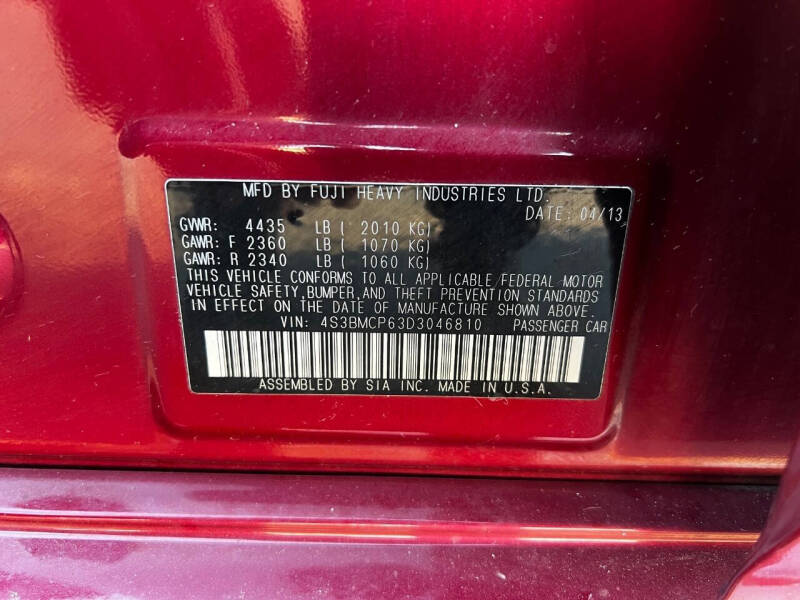 MFD BY FUJI HEAVY INDUSTRIES LTD.
DATE: 04/13
GVWR: 4435 LB ( 2010 KG)
GAWR: F 2360 LB ( 1070 KG)
GAWR: R 2340 LB ( 1060 KG)
THIS VEHICLE CONFORMS TO ALL APPLICABLE FEDERAL MOTOR
VEHICLE SAFETY,BUMPER,AND THEFT PREVENTION STANDARDS
IN EFFECT ON THE DATE OF MANUFACTURE SHOWN ABOVE.
VIN: 4S3BMCP63D3046810 PASSENGER CAR
ASSEMBLED BY SIA INC. MADE IN U.S.A.